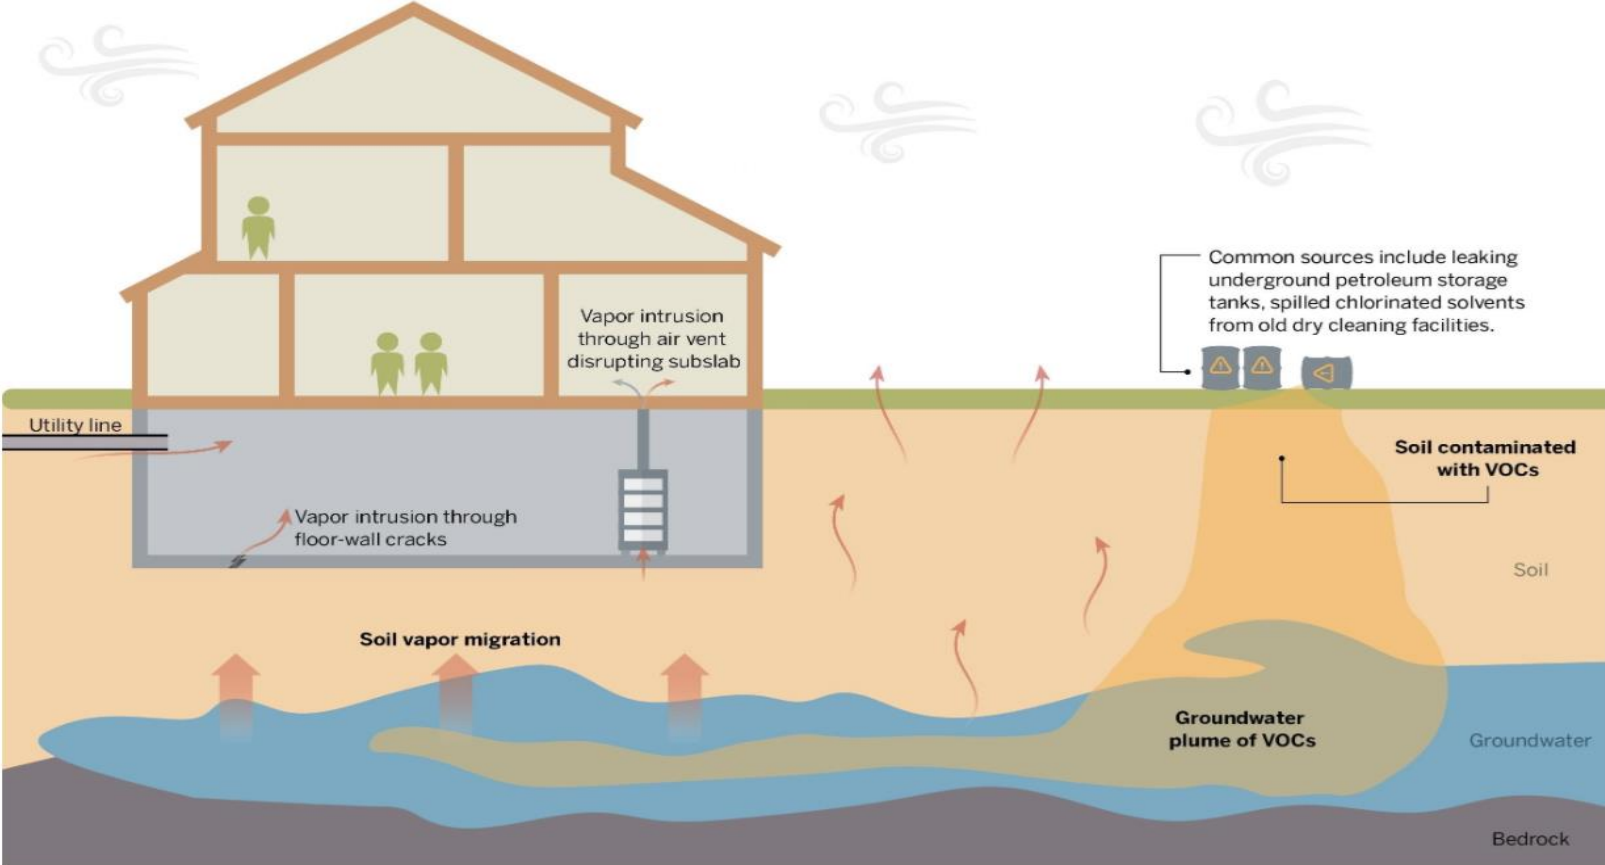 Common sources include leaking
underground petroleum storage
tanks, spilled chlorinated solvents
from old dry cleaning facilities.
Vapor intrusion
through air vent
disrupting subslab
Utility line
Soil contaminated
with VOCs
Vapor intrusion through
floor-wall cracks
Soil
Soil vapor migration
Groundwater
plume of VOCs
Groundwater
Bedrock